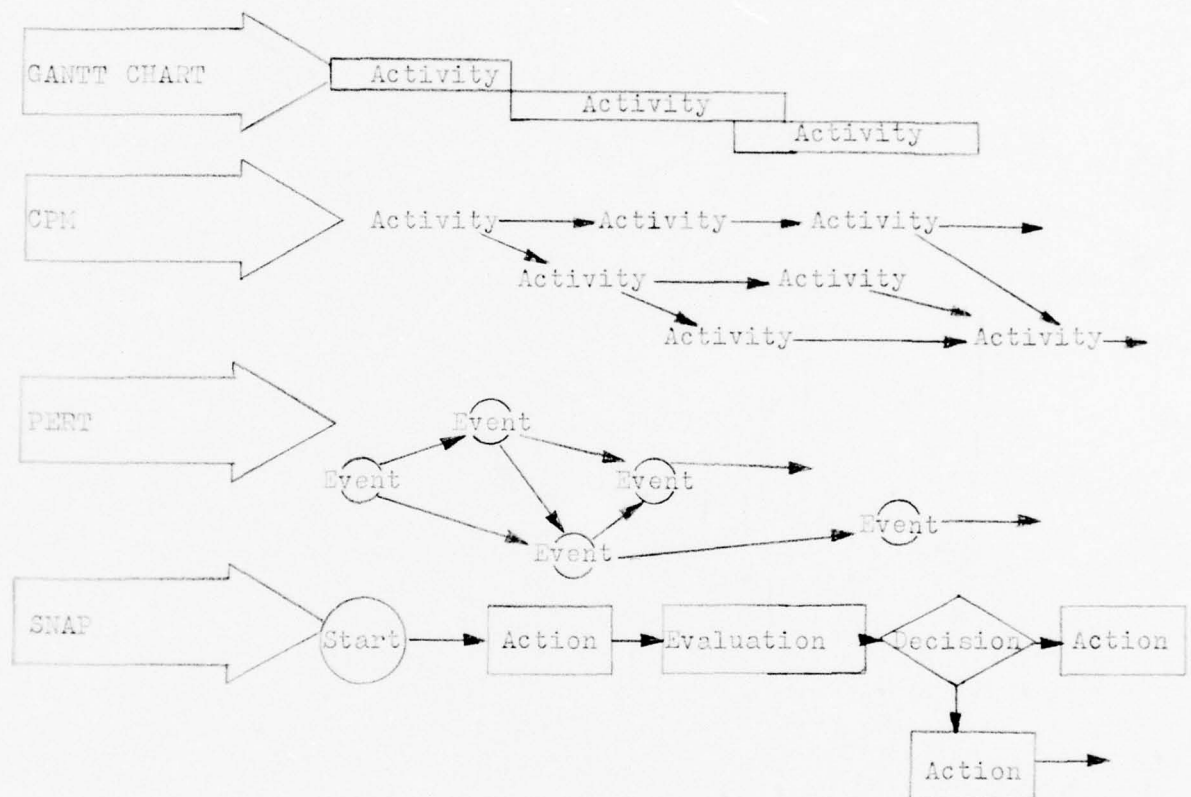 GANTT CHART
Activity
Activity
Activity
CPM
Activity Activity Activity
Activity Activity
Activity Activity
PERT
Event
Event Event
Event
Event
SNAP
Start Action Evaluation Decision Action
Action